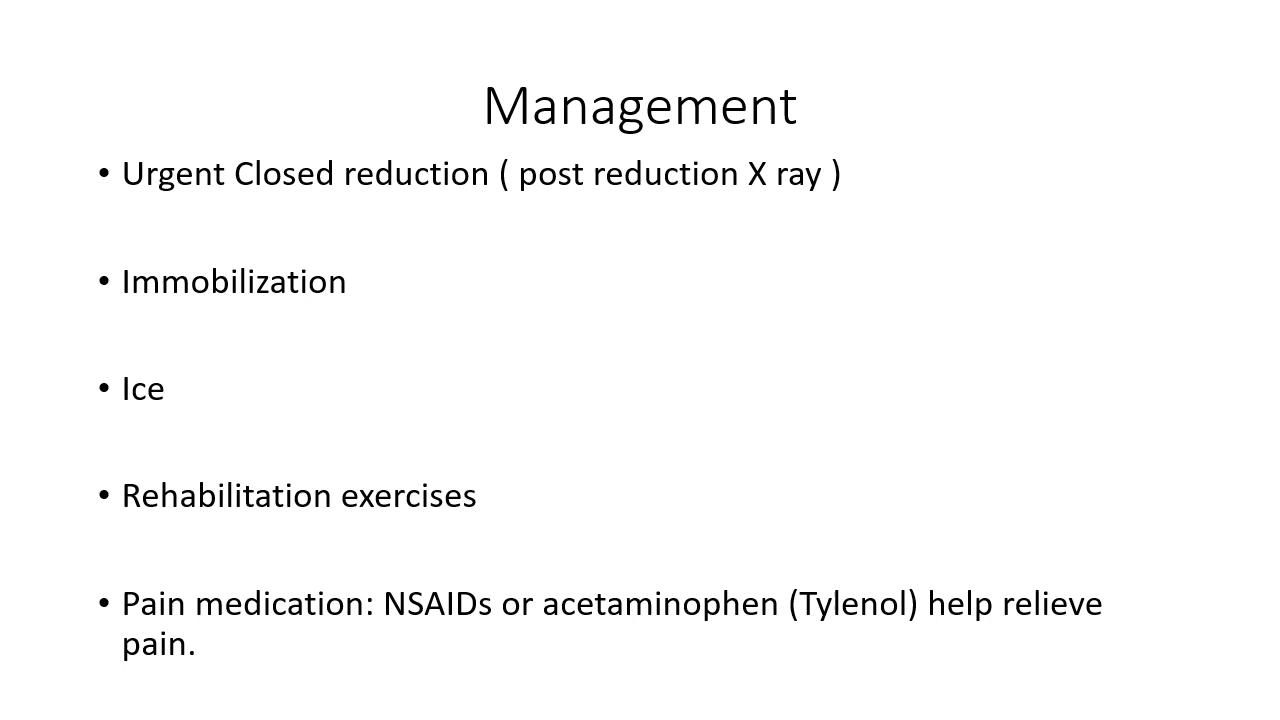 Management
• Urgent Closed reduction ( post reduction X ray )
• Immobilization
• Ice
• Rehabilitation exercises
• Pain medication: NSAIDs or acetaminophen (Tylenol) help relieve
pain.